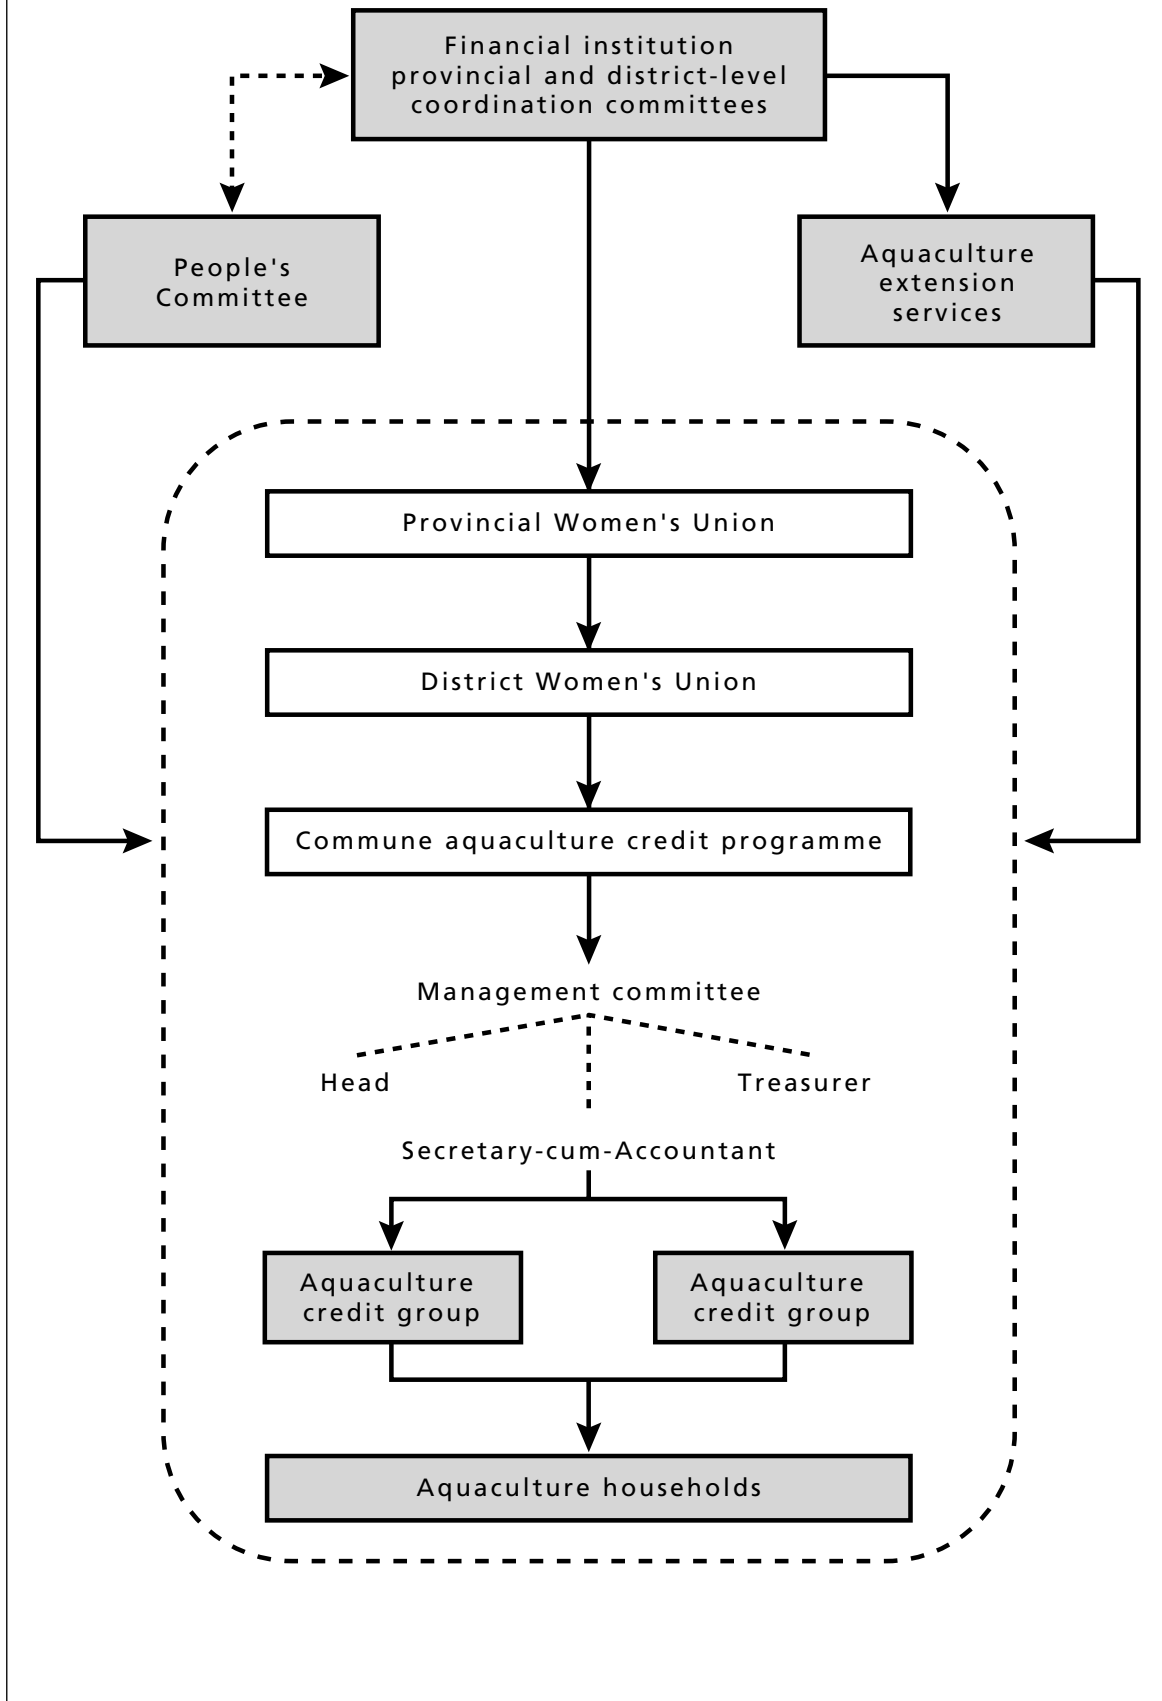 Financial institution
provincial and district-level
coordination committees
People's
Committee
Aquaculture
extension
services
Provincial Women's Union
District Women's Union
Commune aquaculture credit programme
Management committee
Head
Treasurer
Secretary-cum-Accountant
Aquaculture
credit group
Aquaculture
credit group
Aquaculture households